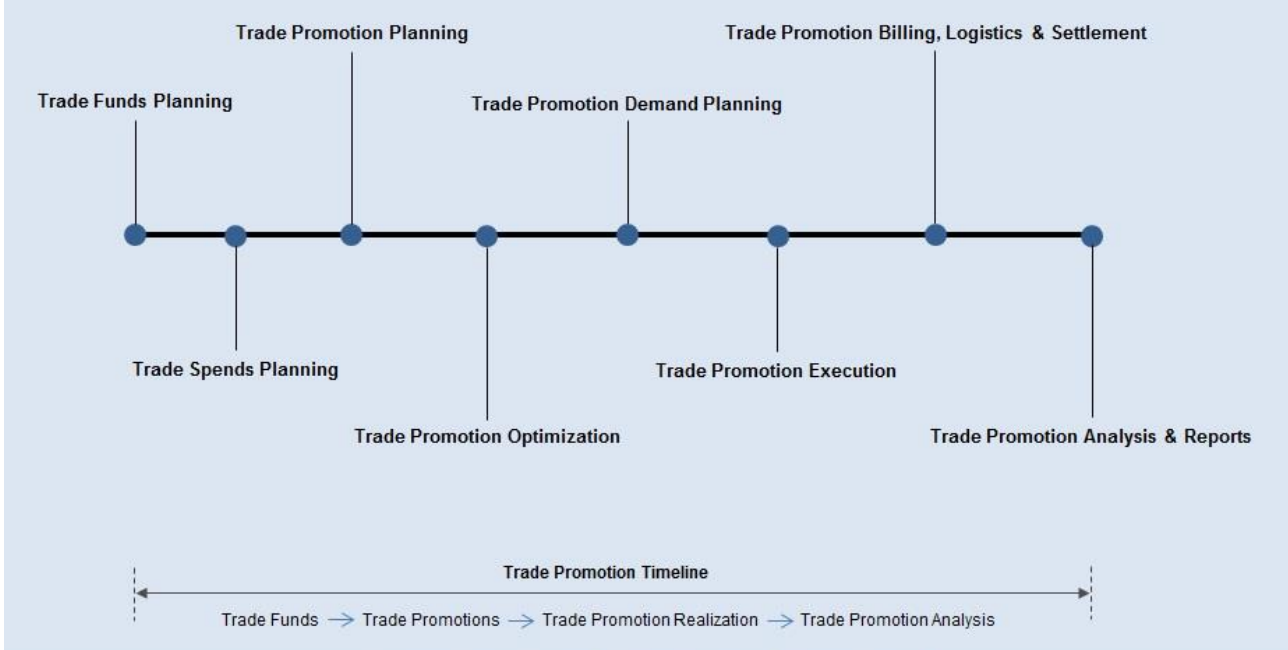 Trade Promotion Planning
Trade Promotion Billing, Logistics & Settlement
Trade Funds Planning
Trade Promotion Demand Planning
Trade Spends Planning
Trade Promotion Execution
Trade Promotion Optimization
Trade Promotion Analysis & Reports
Trade Promotion Timeline
Trade Funds → Trade Promotions → Trade Promotion Realization → Trade Promotion Analysis